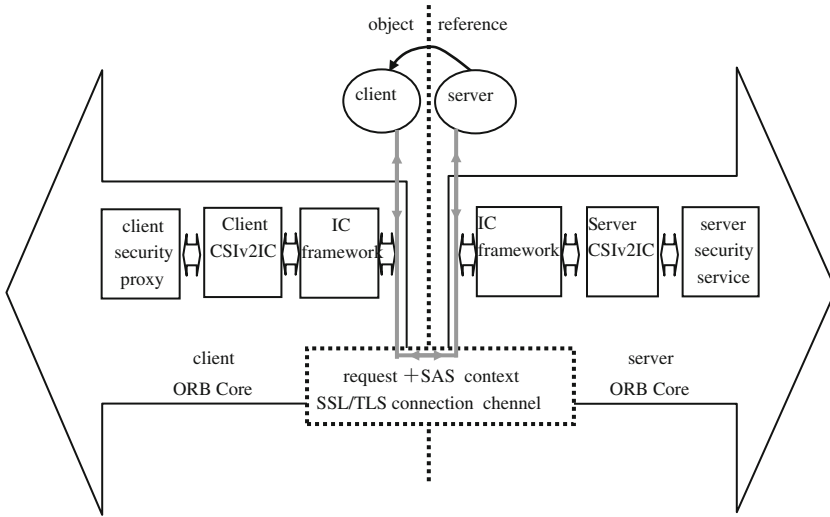 object reference
client
server
client
security
proxy
Client
CSIv2IC
IC
framework
IC
framework
Server
CSIv2IC
server
security
service
client
ORB Core
request +SAS context
SSL/TLS connection channel
server
ORB Core